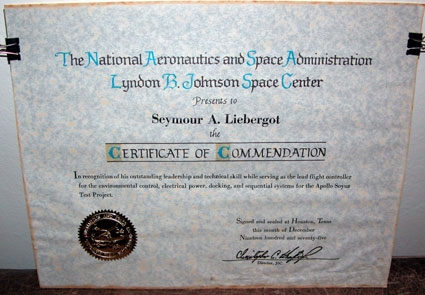 The National Aeronautics and Space Administration
Lyndon B. Johnson Space Center
Presents to
Seymour A. Liebergot
the
Certificate of Commendation
In recognition of his outstanding leadership and technical skill while serving as the lead flight controller
for the environmental control, electrical power, docking, and sequential systems for the Apollo Soyuz
Test Project.
Signed and sealed at Houston, Texas
this month of December
Nineteen hundred and seventy-five
Director, JSC